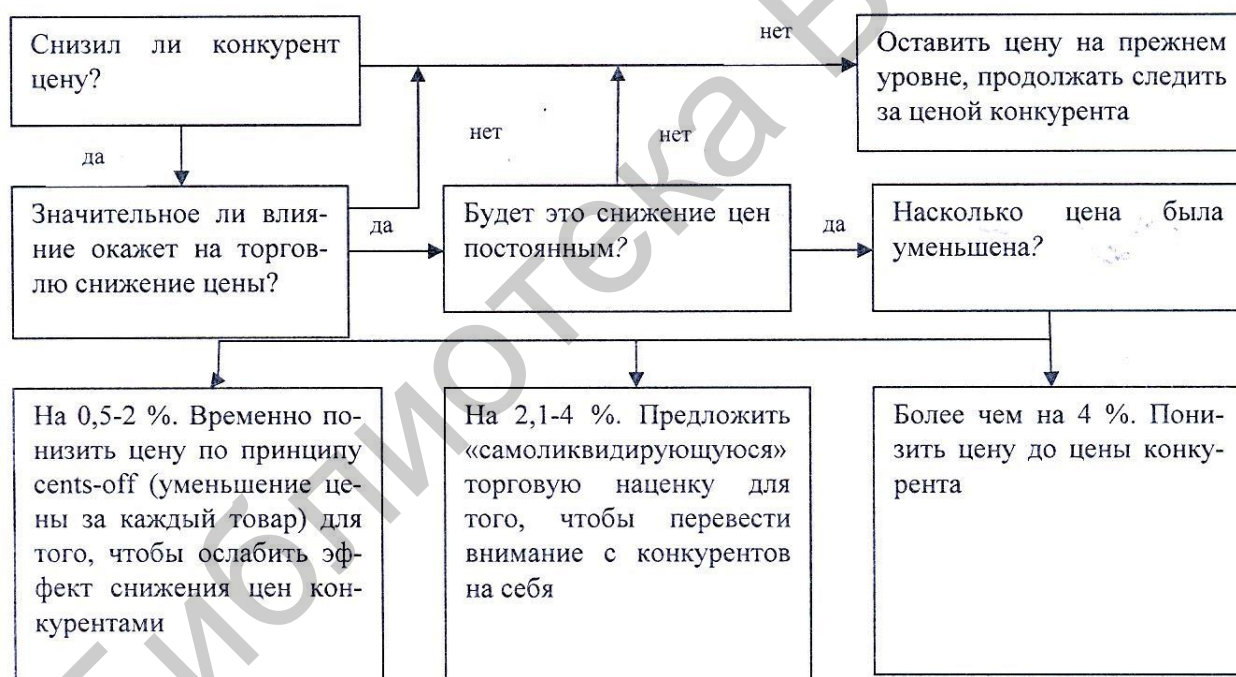 Снизил ли конкурент
цену?
нет
Оставить цену на прежнем
уровне, продолжать следить
за ценой конкурента
да
нет
нет
Значительное ли влия-
ние окажет на торгов-
лю снижение цены?
да
Будет это снижение цен
постоянным?
да
Насколько цена была
уменьшена?
На 0,5-2 %. Временно по-
низить цену по принципу
cents-off (уменьшение це-
ны за каждый товар) для
того, чтобы ослабить эф-
фект снижения цен кон-
курентами
На 2,1-4 %. Предложить
«самоликвидирующуюся»
торговую наценку для
того, чтобы перевести
внимание с конкурентов
на себя
Более чем на 4 %. Пони-
зить цену до цены конку-
рента